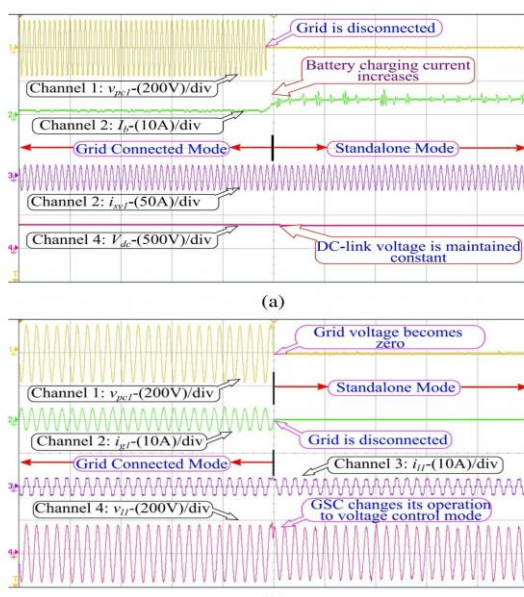 Grid is disconnected
Channel 1: vpc1-(200V)/div
Battery charging current
increases
Channel 2: Ib-(10A)/div
Grid Connected Mode
Standalone Mode
Channel 2: isv1-(50A)/div
Channel 4: Vdc-(500V)/div
DC-link voltage is maintained
constant
(a)
Grid voltage becomes
zero
Channel 1: vpc1-(200V)/div
Standalone Mode
Channel 2: ig1-(10A)/div
Grid is disconnected
Grid Connected Mode
Channel 3: il1-(10A)/div
Channel 4: vl1-(200V)/div
GSC changes its operation
to voltage control mode